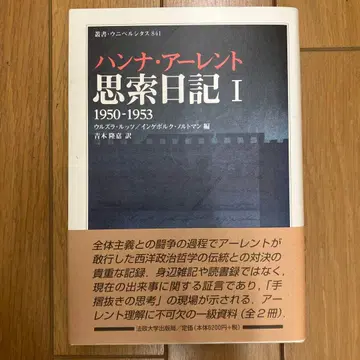 叢書・ウニベルシタス 841
ハンナ・アーレント
思索日記 I
1950-1953
ウルズラ・ルッツ/インゲボルク・ノルトマン 編
青木隆嘉 訳
全体主義との闘争の過程でアーレントが
敢行した西洋政治哲学の伝統との対決の
貴重な記録。身辺雑記や読書録ではなく,
現在の出来事に関する証言であり,「手
摺抜きの思考」の現場が示される。アー
レント理解に不可欠の一級資料(全2冊)。
法政大学出版局/定価(本体6200円+税)